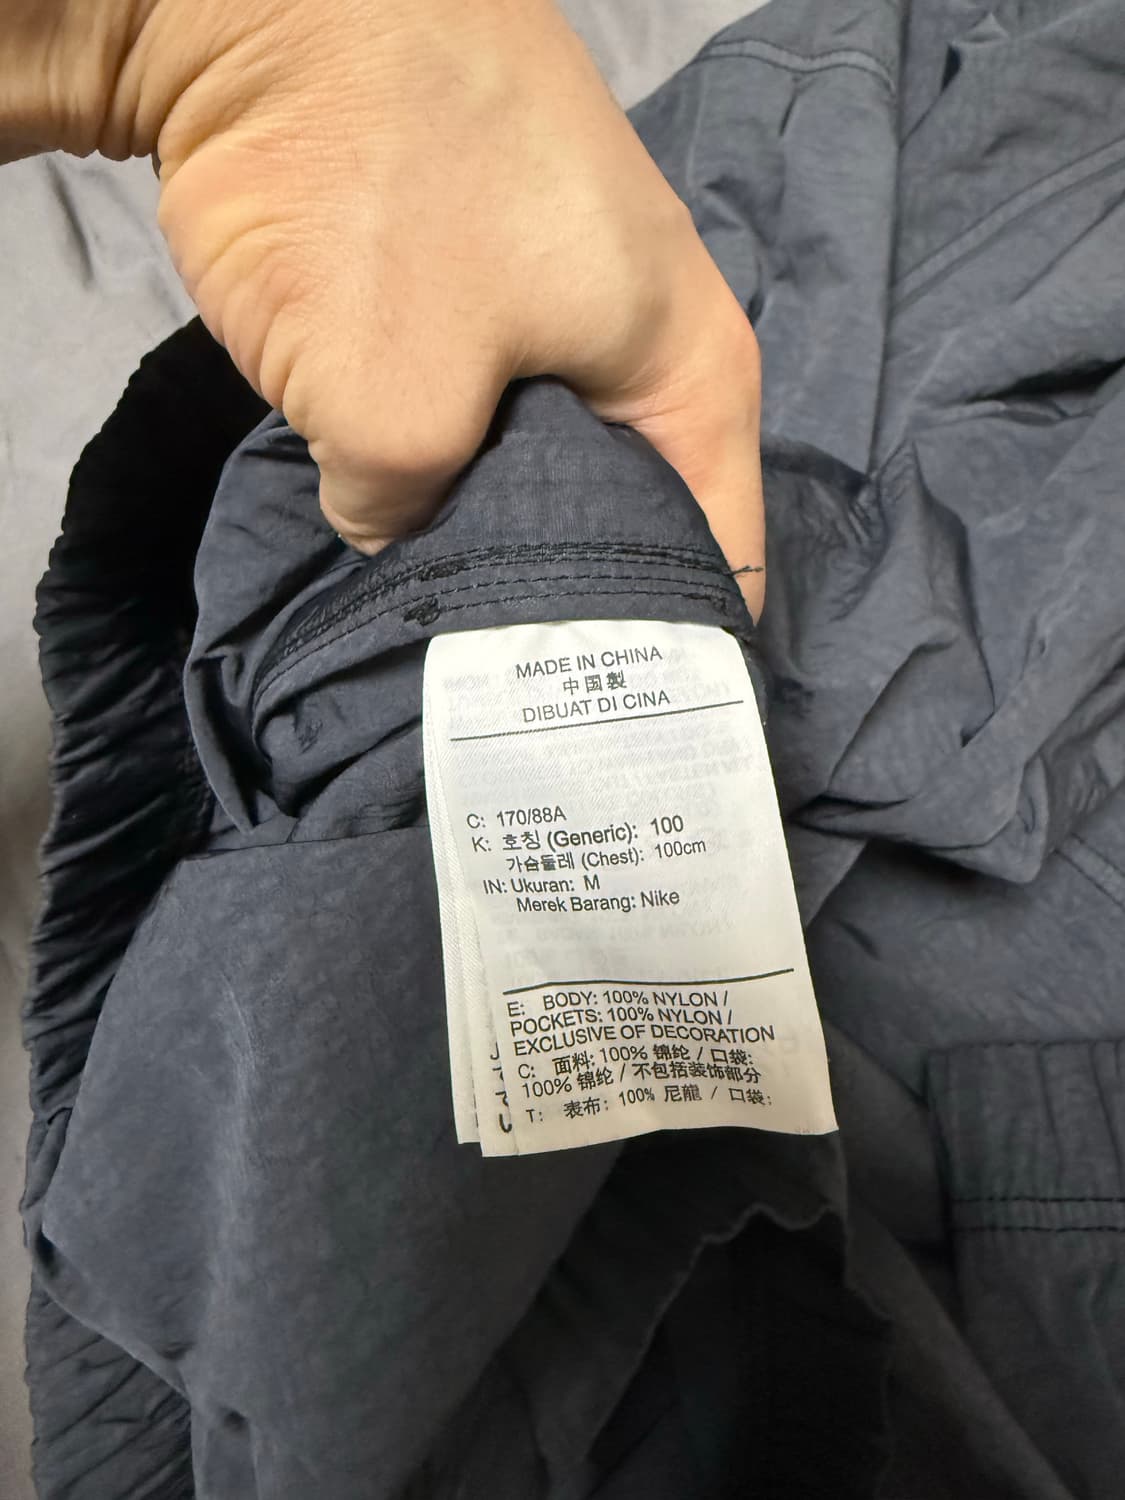 MADE IN CHINA
中国製
DIBUAT DI CINA
C: 170/88A
K: 호칭 (Generic): 100
가슴둘레 (Chest): 100cm
IN: Ukuran: M
Merek Barang: Nike
E: BODY: 100% NYLON /
POCKETS: 100% NYLON /
EXCLUSIVE OF DECORATION
C: 面料: 100% 锦纶 / 口袋:
100% 锦纶 / 不包括装饰部分
T: 表布: 100% 尼龍 / 口袋: